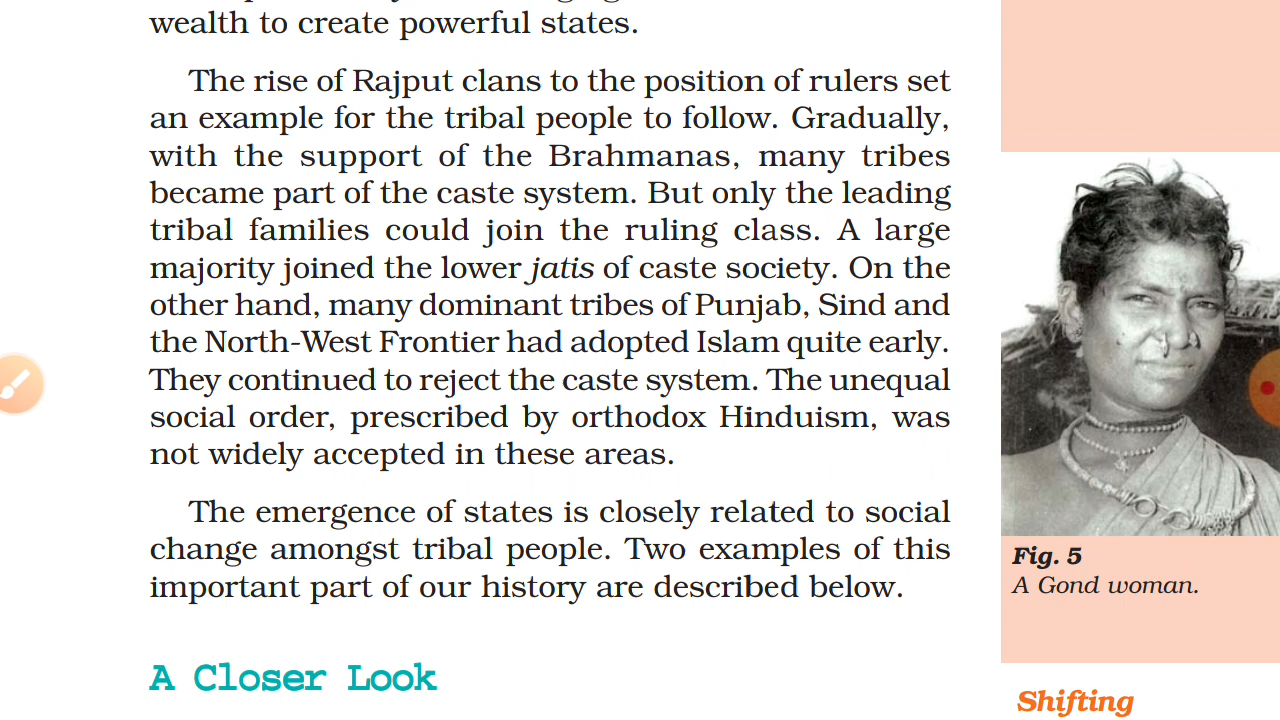 wealth to create powerful states.
The rise of Rajput clans to the position of rulers set
an example for the tribal people to follow. Gradually,
with the support of the Brahmanas, many tribes
became part of the caste system. But only the leading
tribal families could join the ruling class. A large
majority joined the lower jatis of caste society. On the
other hand, many dominant tribes of Punjab, Sind and
the North-West Frontier had adopted Islam quite early.
They continued to reject the caste system. The unequal
social order, prescribed by orthodox Hinduism, was
not widely accepted in these areas.
The emergence of states is closely related to social
change amongst tribal people. Two examples of this
important part of our history are described below.
A Closer Look
Fig. 5
A Gond woman.
Shifting